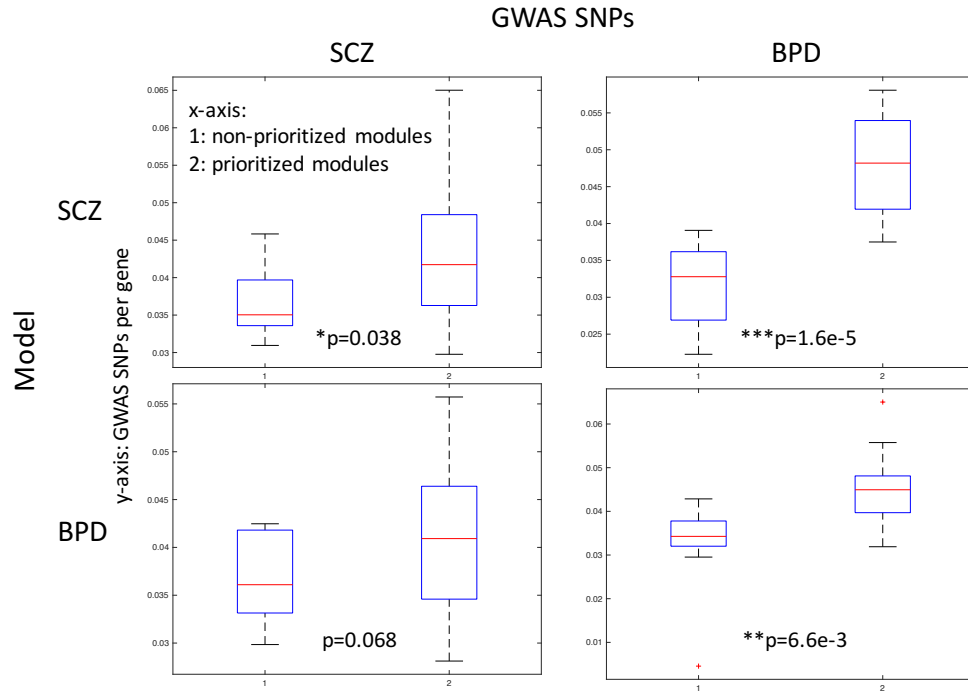 GWAS SNPs
SCZ
BPD
Model
SCZ
BPD
y-axis: GWAS SNPs per gene
0.065
0.06
0.055
0.05
0.045
0.04
0.035
0.03
x-axis:
1: non-prioritized modules
2: prioritized modules
*p=0.038
1
2
0.055
0.05
0.045
0.04
0.035
0.03
0.025
***p=1.6e-5
1
2
0.055
0.05
0.045
0.04
0.035
0.03
p=0.068
1
2
0.06
0.05
0.04
0.03
0.02
0.01
**p=6.6e-3
1
2